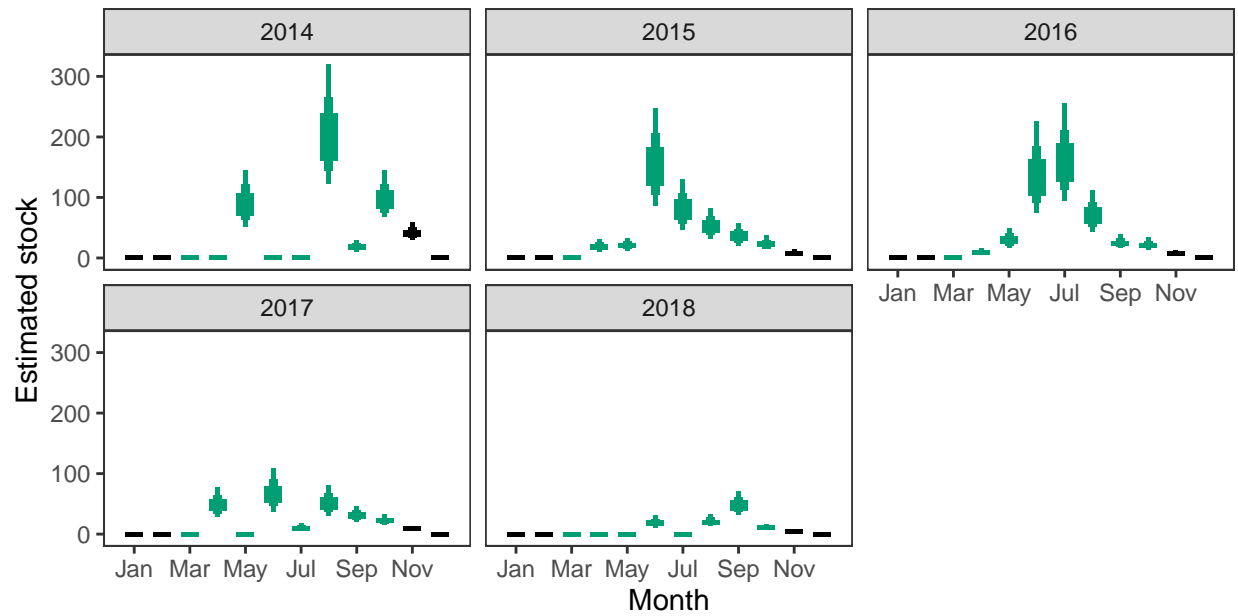 2014 2015 2016
Estimated stock
300
200
100
0
Jan Mar May Jul Sep Nov
2017 2018
300
200
100
0
Jan Mar May Jul Sep Nov Jan Mar May Jul Sep Nov
Month